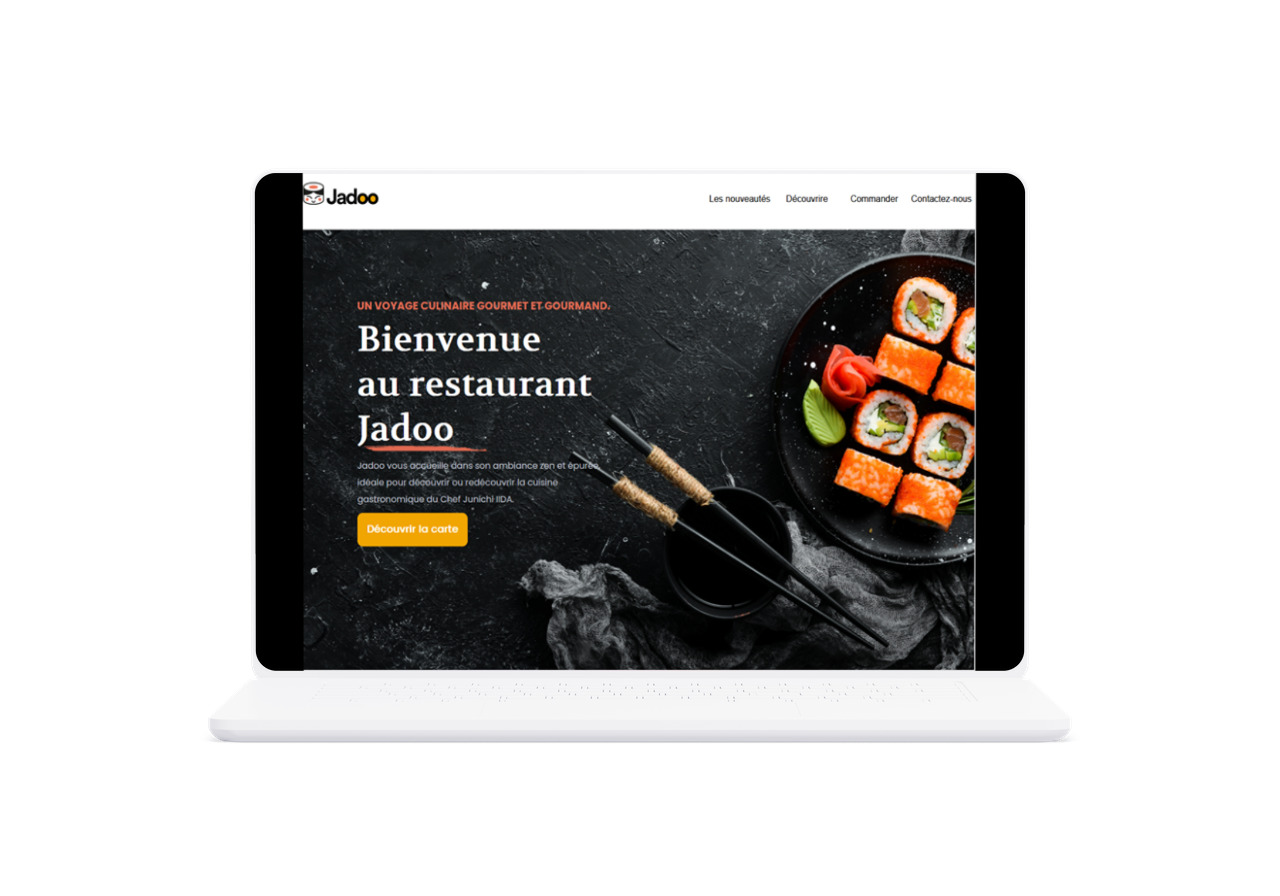 Jadoo
Les nouveautés Découvrire Commander Contactez-nous
UN VOYAGE CULINAIRE GOURMET ET GOURMAND.
Bienvenue
au restaurant
Jadoo
Jadoo vous accueille dans son ambiance zen et épurée,
idéale pour découvrir ou redécouvrir la cuisine
gastronomique du Chef Junichi IIDA.
Découvrir la carte